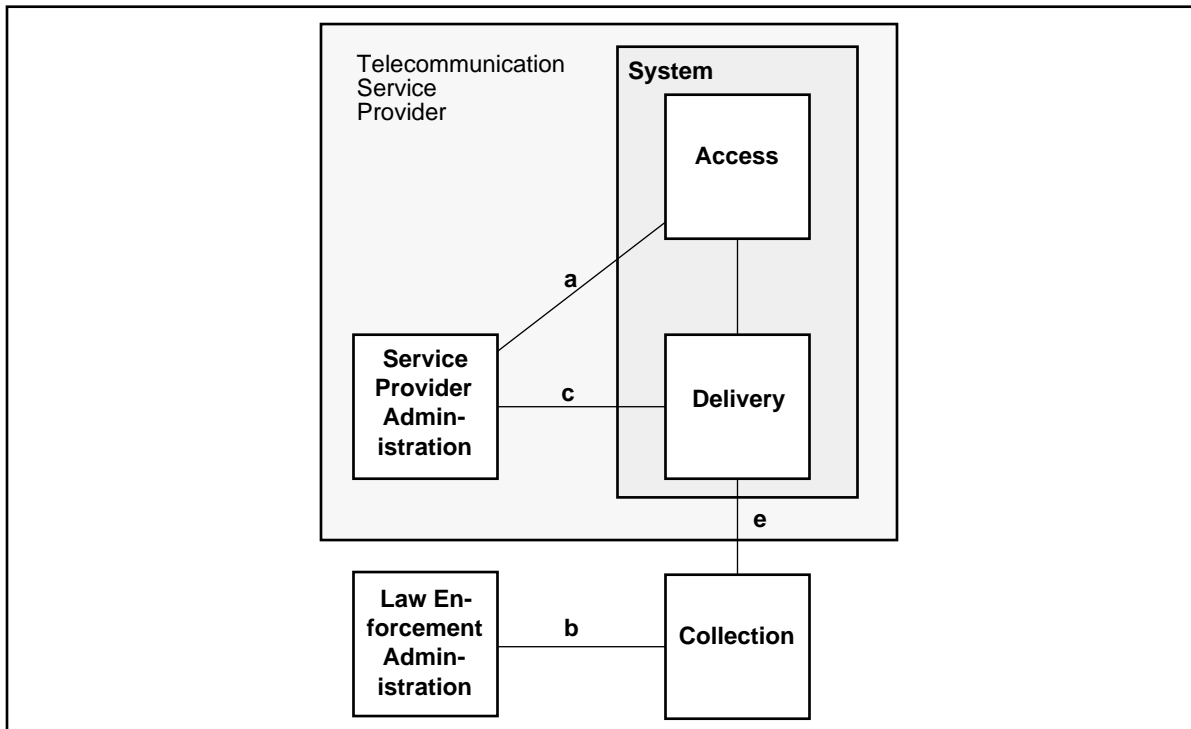 Telecommunication
Service
Provider
System
Access
a
Service
Provider
Admin-
istration
c
Delivery
e
Law En-
forcement
Admin-
istration
b
Collection